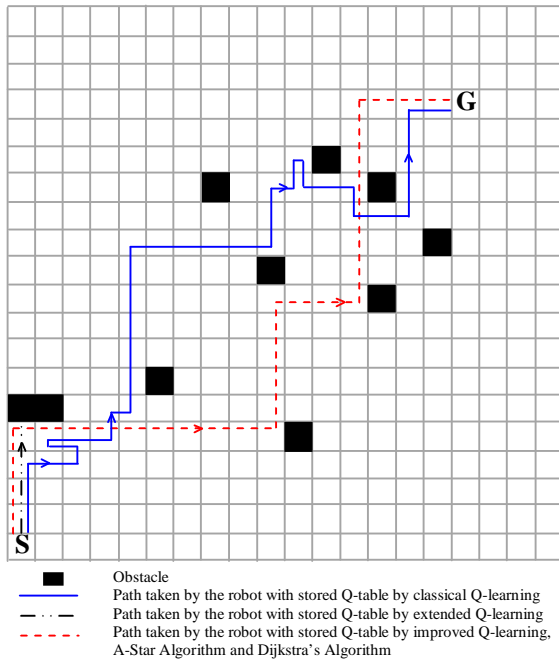 G
S
Obstacle
Path taken by the robot with stored Q-table by classical Q-learning
Path taken by the robot with stored Q-table by extended Q-learning
Path taken by the robot with stored Q-table by improved Q-learning,
A-Star Algorithm and Dijkstra's Algorithm